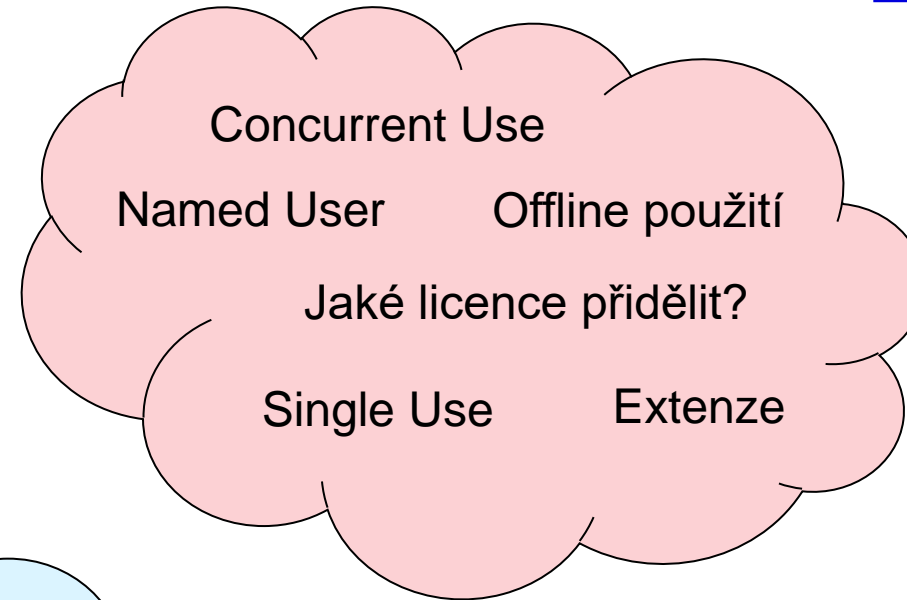 Concurrent Use
Named User Offline použití
Jaké licence přidělit?
Single Use Extenze